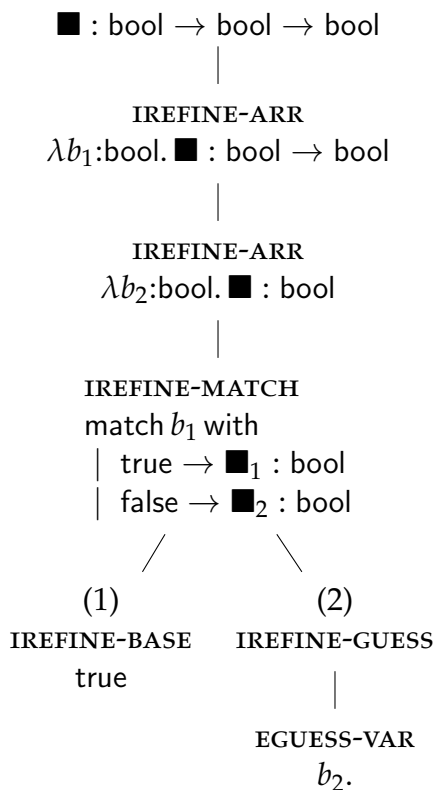 ■ : bool → bool → bool
IREFINE-ARR
λb₁:bool. ■ : bool → bool
IREFINE-ARR
λb₂:bool. ■ : bool
IREFINE-MATCH
match b₁ with
| true → ■₁ : bool
| false → ■₂ : bool
(1) (2)
IREFINE-BASE IREFINE-GUESS
true
EGUESS-VAR
b₂.